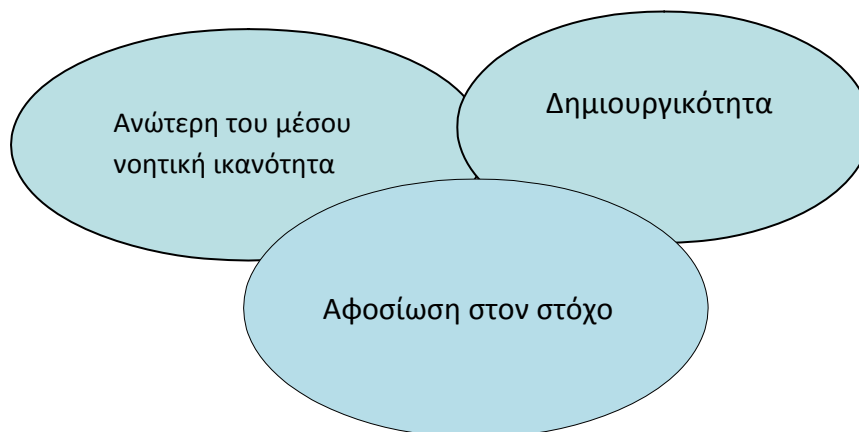 Ανώτερη του μέσου
νοητική ικανότητα
Δημιουργικότητα
Αφοσίωση στον στόχο